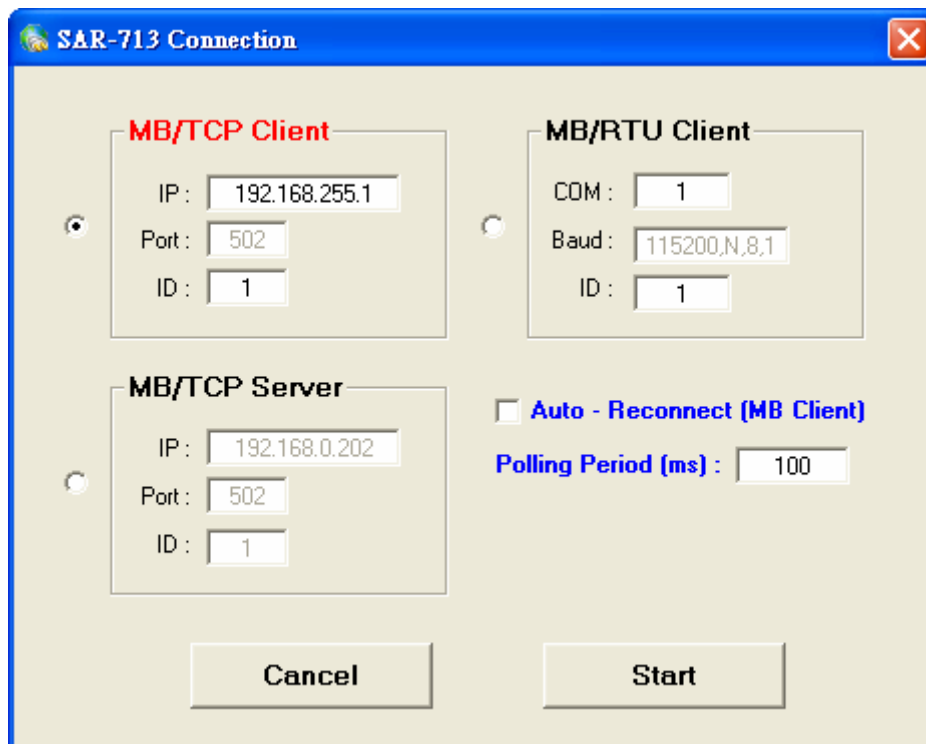 SAR-713 Connection
MB/TCP Client
IP : 192.168.255.1
Port : 502
ID : 1
MB/RTU Client
COM : 1
Baud : 115200,N,8,1
ID : 1
MB/TCP Server
IP : 192.168.0.202
Port : 502
ID : 1
Auto - Reconnect (MB Client)
Polling Period (ms) : 100
Cancel
Start